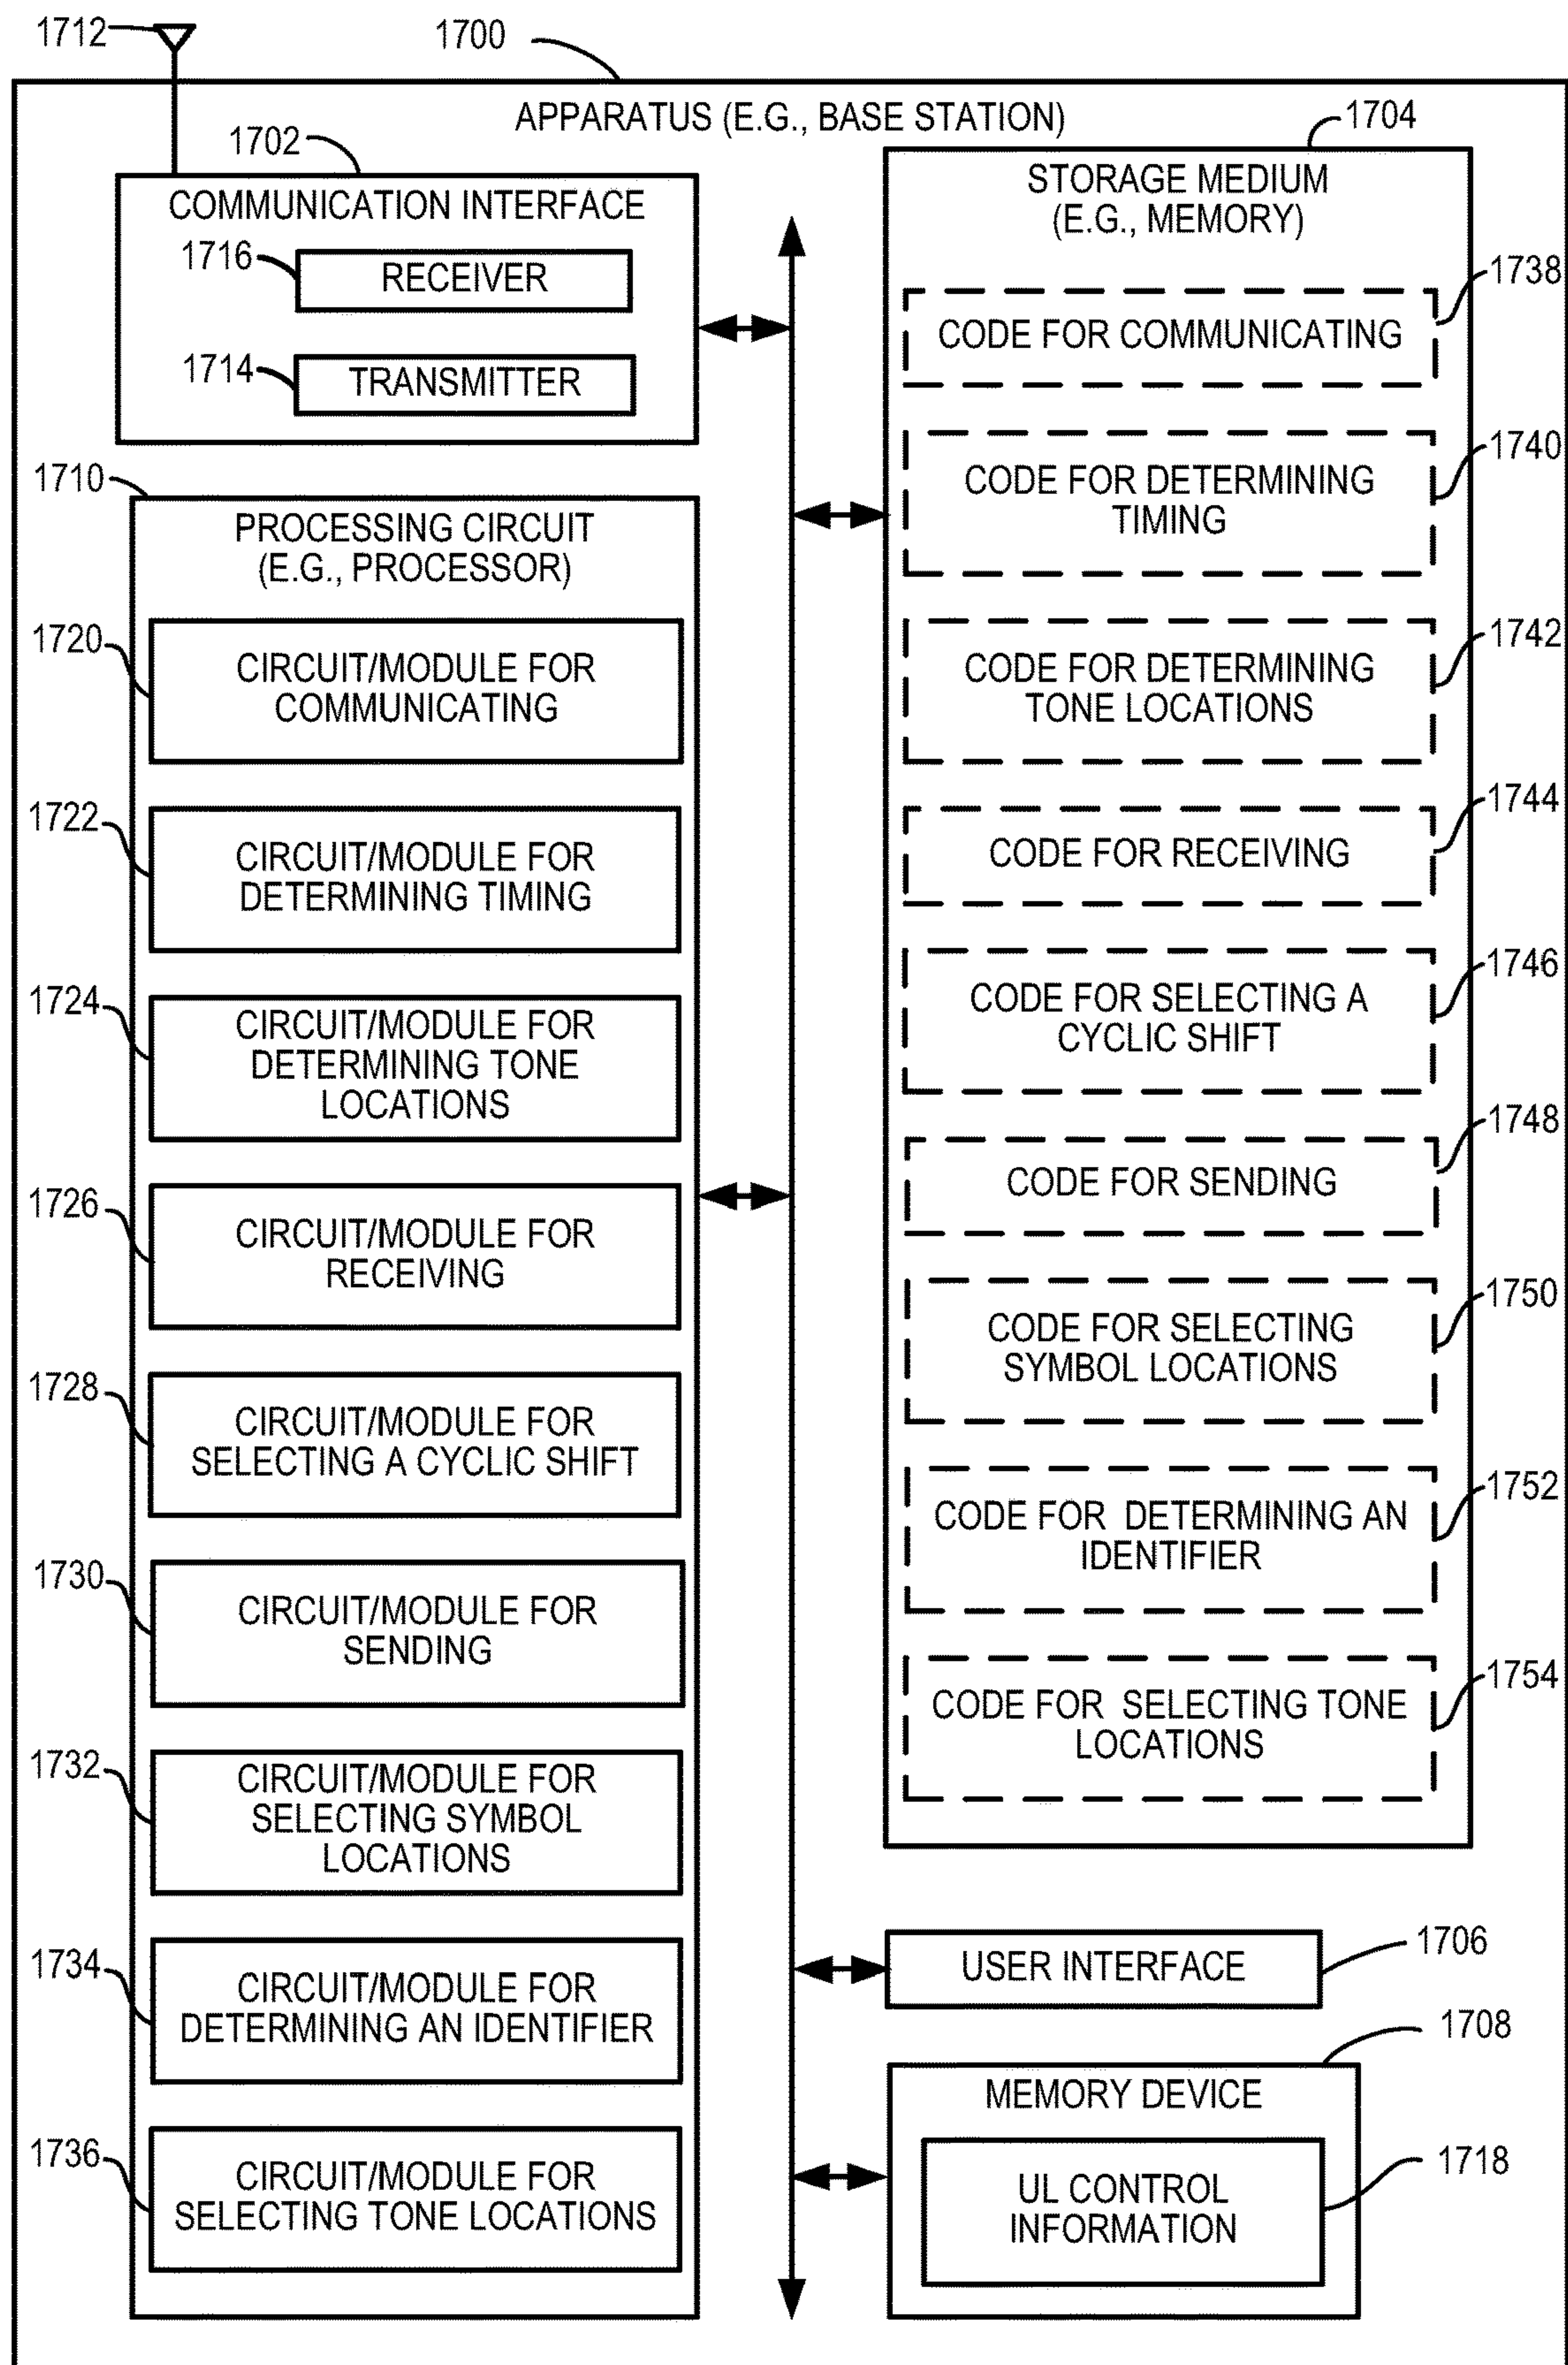 1712
1700
APPARATUS (E.G., BASE STATION)
1702
COMMUNICATION INTERFACE
1716
RECEIVER
1714
TRANSMITTER
1710
PROCESSING CIRCUIT
(E.G., PROCESSOR)
1720
CIRCUIT/MODULE FOR
COMMUNICATING
1722
CIRCUIT/MODULE FOR
DETERMINING TIMING
1724
CIRCUIT/MODULE FOR
DETERMINING TONE
LOCATIONS
1726
CIRCUIT/MODULE FOR
RECEIVING
1728
CIRCUIT/MODULE FOR
SELECTING A CYCLIC SHIFT
1730
CIRCUIT/MODULE FOR
SENDING
1732
CIRCUIT/MODULE FOR
SELECTING SYMBOL
LOCATIONS
1734
CIRCUIT/MODULE FOR
DETERMINING AN IDENTIFIER
1736
CIRCUIT/MODULE FOR
SELECTING TONE LOCATIONS
1704
STORAGE MEDIUM
(E.G., MEMORY)
1738
CODE FOR COMMUNICATING
1740
CODE FOR DETERMINING
TIMING
1742
CODE FOR DETERMINING
TONE LOCATIONS
1744
CODE FOR RECEIVING
1746
CODE FOR SELECTING A
CYCLIC SHIFT
1748
CODE FOR SENDING
1750
CODE FOR SELECTING
SYMBOL LOCATIONS
1752
CODE FOR DETERMINING AN
IDENTIFIER
1754
CODE FOR SELECTING TONE
LOCATIONS
1706
USER INTERFACE
1708
MEMORY DEVICE
1718
UL CONTROL
INFORMATION